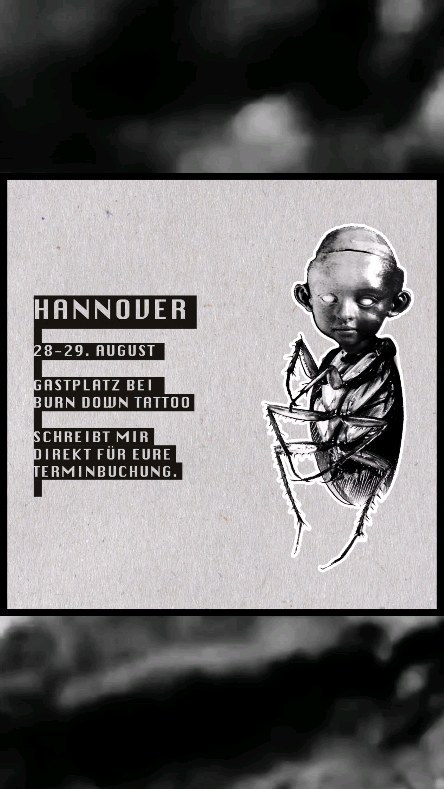 HANNOVER
28-29. AUGUST
GASTPLATZ BEI
BURN DOWN TATTOO
SCHREIBT MIR
DIREKT FÜR EURE
TERMINBUCHUNG.